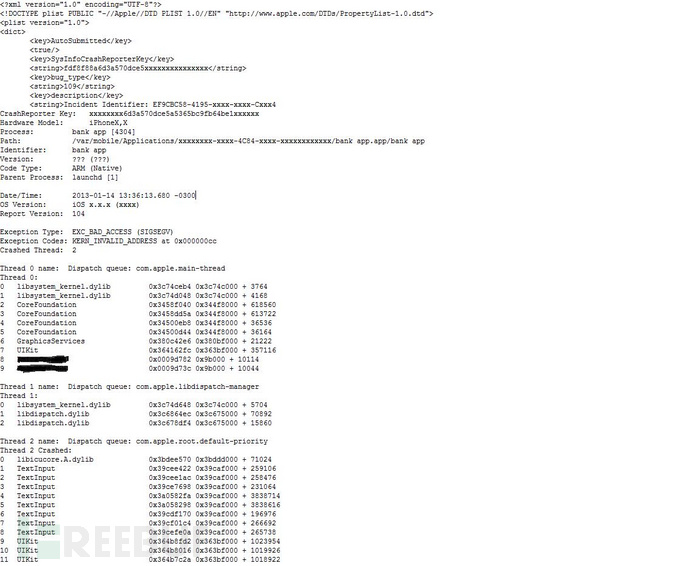 <?xml version="1.0" encoding="UTF-8"?>
<!DOCTYPE plist PUBLIC "-//Apple//DTD PLIST 1.0//EN" "http://www.apple.com/DTDs/PropertyList-1.0.dtd">
<plist version="1.0">
<dict>
<key>AutoSubmitted</key>
<true/>
<key>SysInfoCrashReporterKey</key>
<string>fdf8f88a6d3a570dce5xxxxxxxxxxxxxxx</string>
<key>bug_type</key>
<string>109</string>
<key>description</key>
<string>Incident Identifier: EF9CBC58-4195-xxxx-xxxx-Cxxx4
CrashReporter Key: xxxxxxxx6d3a570dce5a5365bc9fb64be1xxxxxx
Hardware Model: iPhoneX,X
Process: bank app [4304]
Path: /var/mobile/Applications/xxxxxxxx-xxxx-4C84-xxxx-xxxxxxxxxxxx/bank app.app/bank app
Identifier: bank app
Version: ??? (???)
Code Type: ARM (Native)
Parent Process: launchd [1]
Date/Time: 2013-01-14 13:36:13.680 -0300
OS Version: iOS x.x.x (xxxx)
Report Version: 104
Exception Type: EXC_BAD_ACCESS (SIGSEGV)
Exception Codes: KERN_INVALID_ADDRESS at 0x000000cc
Crashed Thread: 2
Thread 0 name: Dispatch queue: com.apple.main-thread
Thread 0:
0 libsystem_kernel.dylib 0x3c74ceb4 0x3c74c000 + 3764
1 libsystem_kernel.dylib 0x3c74d048 0x3c74c000 + 4168
2 CoreFoundation 0x3458f040 0x344f8000 + 618560
3 CoreFoundation 0x3458dd5a 0x344f8000 + 613722
4 CoreFoundation 0x34500eb8 0x344f8000 + 36536
5 CoreFoundation 0x34500d44 0x344f8000 + 36164
6 GraphicsServices 0x380c42e6 0x380bf000 + 21222
7 UIKit 0x364162fc 0x363bf000 + 357116
8 0x0009d782 0x9b000 + 10114
9 0x0009d73c 0x9b000 + 10044
Thread 1 name: Dispatch queue: com.apple.libdispatch-manager
Thread 1:
0 libsystem_kernel.dylib 0x3c74d648 0x3c74c000 + 5704
1 libdispatch.dylib 0x3c6864ec 0x3c675000 + 70892
2 libdispatch.dylib 0x3c678df4 0x3c675000 + 15860
Thread 2 name: Dispatch queue: com.apple.root.default-priority
Thread 2 Crashed:
0 libicucore.A.dylib 0x3bdee570 0x3bddd000 + 71024
1 TextInput 0x39cee422 0x39caf000 + 259106
2 TextInput 0x39cee1ac 0x39caf000 + 258476
3 TextInput 0x39ce7698 0x39caf000 + 231064
4 TextInput 0x3a0582fa 0x39caf000 + 3838714
5 TextInput 0x3a058298 0x39caf000 + 3838616
6 TextInput 0x39cdf170 0x39caf000 + 196976
7 TextInput 0x39cf01c4 0x39caf000 + 266692
8 TextInput 0x39cefe0a 0x39caf000 + 265738
9 UIKit 0x364b8fd2 0x363bf000 + 1023954
10 UIKit 0x364b8016 0x363bf000 + 1019926
11 UIKit 0x364b7c2a 0x363bf000 + 1018922